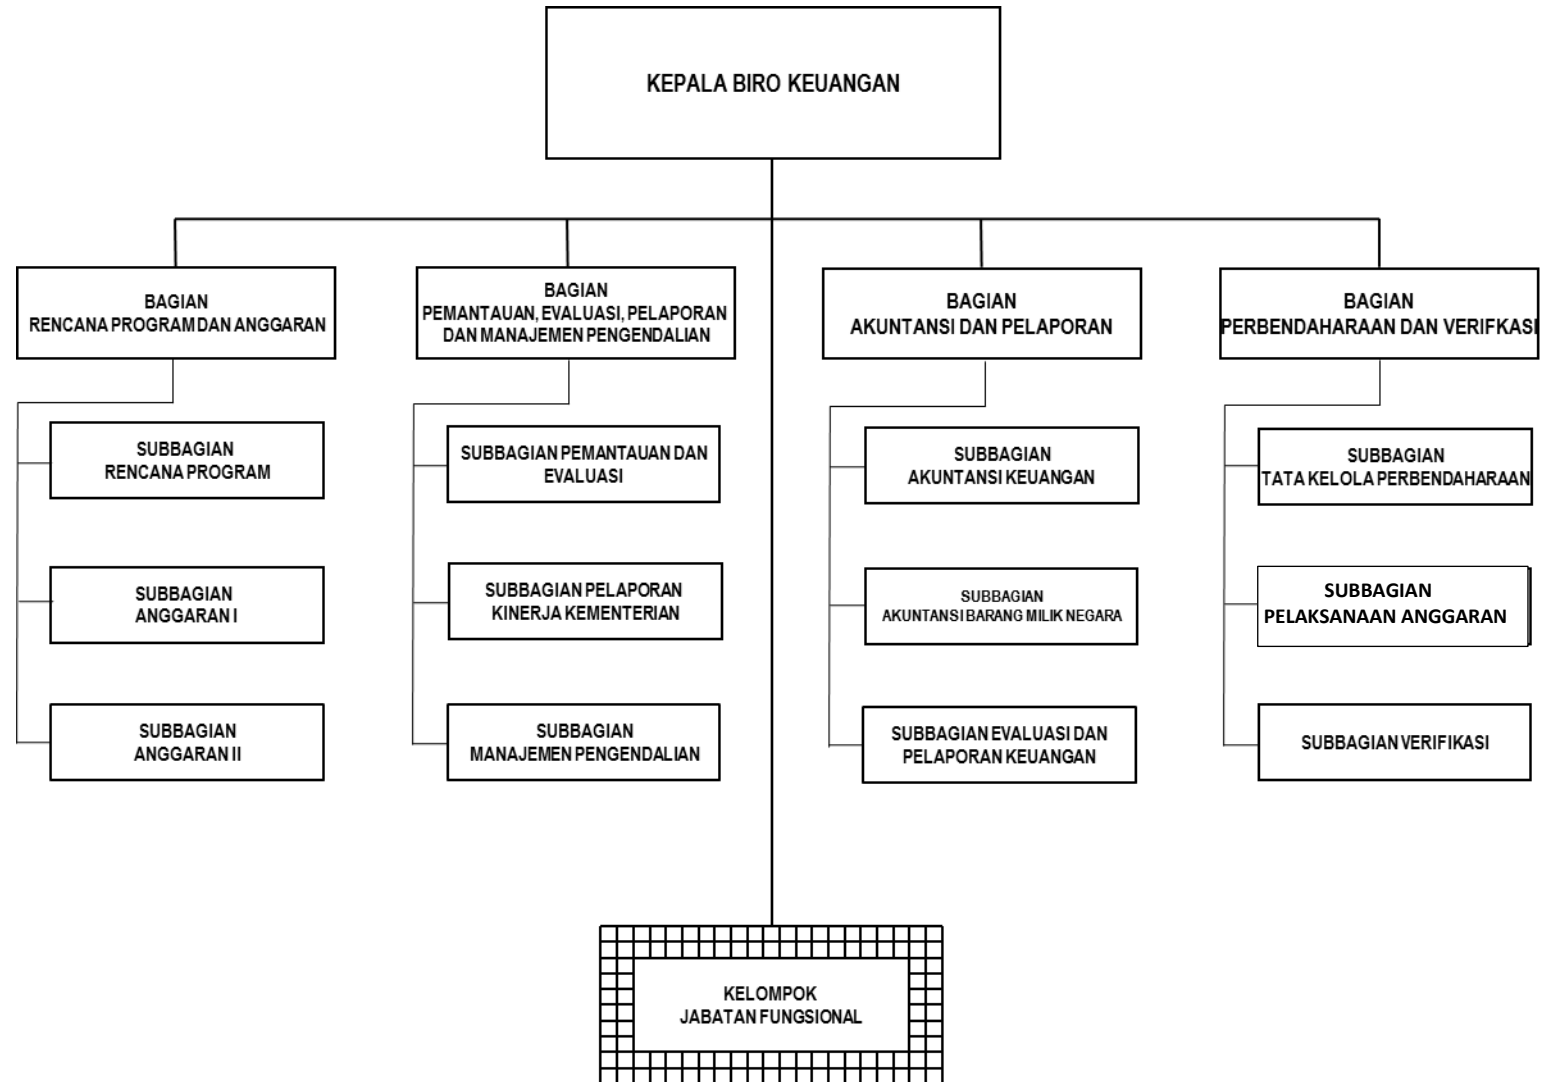 KEPALA BIRO KEUANGAN
BAGIAN
RENCANA PROGRAM DAN ANGGARAN
BAGIAN
PEMANTAUAN, EVALUASI, PELAPORAN
DAN MANAJEMEN PENGENDALIAN
BAGIAN
AKUNTANSI DAN PELAPORAN
BAGIAN
PERBENDAHARAAN DAN VERIFKASI
SUBBAGIAN
RENCANA PROGRAM
SUBBAGIAN PEMANTAUAN DAN
EVALUASI
SUBBAGIAN
AKUNTANSI KEUANGAN
SUBBAGIAN
TATA KELOLA PERBENDAHARAAN
SUBBAGIAN
ANGGARAN I
SUBBAGIAN PELAPORAN
KINERJA KEMENTERIAN
SUBBAGIAN
AKUNTANSI BARANG MILIK NEGARA
SUBBAGIAN
PELAKSANAAN ANGGARAN
SUBBAGIAN
ANGGARAN II
SUBBAGIAN
MANAJEMEN PENGENDALIAN
SUBBAGIAN EVALUASI DAN
PELAPORAN KEUANGAN
SUBBAGIAN VERIFIKASI
KELOMPOK
JABATAN FUNGSIONAL